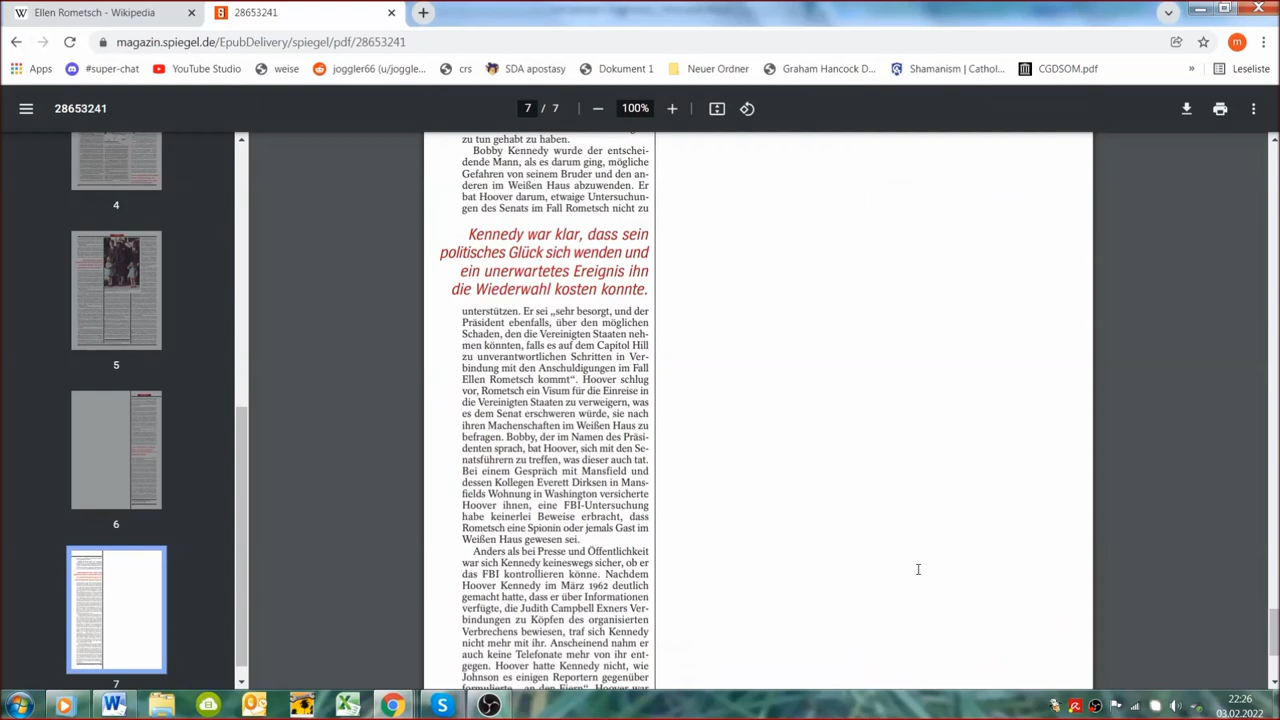 Ellen Rometsch - Wikipedia
28653241
magazin.spiegel.de/EpubDelivery/spiegel/pdf/28653241
m
Apps
#super-chat
YouTube Studio
weise
joggler66 (u/joggle...
crs
SDA apostasy
Dokument 1
Neuer Ordner
Graham Hancock D...
Shamanism | Cathol...
CGDSOM.pdf
»
Leseliste
28653241
7 / 7
100%
4
5
6
7
zu tun gehabt zu haben.
Bobby Kennedy wurde der entschei-
dende Mann, als es darum ging, mögliche
Gefahren von seinem Bruder und den an-
deren im Weißen Haus abzuwenden. Er
bat Hoover darum, etwaige Untersuchun-
gen des Senats im Fall Rometsch nicht zu
Kennedy war klar, dass sein
politisches Glück sich wenden und
ein unerwartetes Ereignis ihn
die Wiederwahl kosten konnte.
unterstützen. Er sei „sehr besorgt, und der
Präsident ebenfalls, über den möglichen
Schaden, den die Vereinigten Staaten neh-
men könnten, falls es auf dem Capitol Hill
zu unverantwortlichen Schritten in Ver-
bindung mit den Anschuldigungen im Fall
Ellen Rometsch kommt“. Hoover schlug
vor, Rometsch ein Visum für die Einreise in
die Vereinigten Staaten zu verweigern, was
es dem Senat erschweren würde, sie nach
ihren Machenschaften im Weißen Haus zu
befragen. Bobby, der im Namen des Präsi-
denten sprach, bat Hoover, sich mit den Se-
natsführern zu treffen, was dieser auch tat.
Bei einem Gespräch mit Mansfield und
dessen Kollegen Everett Dirksen in Mans-
fields Wohnung in Washington versicherte
Hoover ihnen, eine FBI-Untersuchung
habe keinerlei Beweise erbracht, dass
Rometsch eine Spionin oder jemals Gast im
Weißen Haus gewesen sei.
Anders als bei Presse und Öffentlichkeit
war sich Kennedy keineswegs sicher, ob er
das FBI kontrollieren könne. Nachdem
Hoover Kennedy im März 1962 deutlich
gemacht hatte, dass er über Informationen
verfügte, die Judith Campbell Exners Ver-
bindungen zu Köpfen des organisierten
Verbrechens bewiesen, traf sich Kennedy
nicht mehr mit ihr. Anscheinend nahm er
auch keine Telefonate mehr von ihr ent-
gegen. Hoover hatte Kennedy nicht, wie
Johnson es einigen Reportern gegenüber
formulierte, „an den Eiern“. Hoover war
22:26
03.02.2022